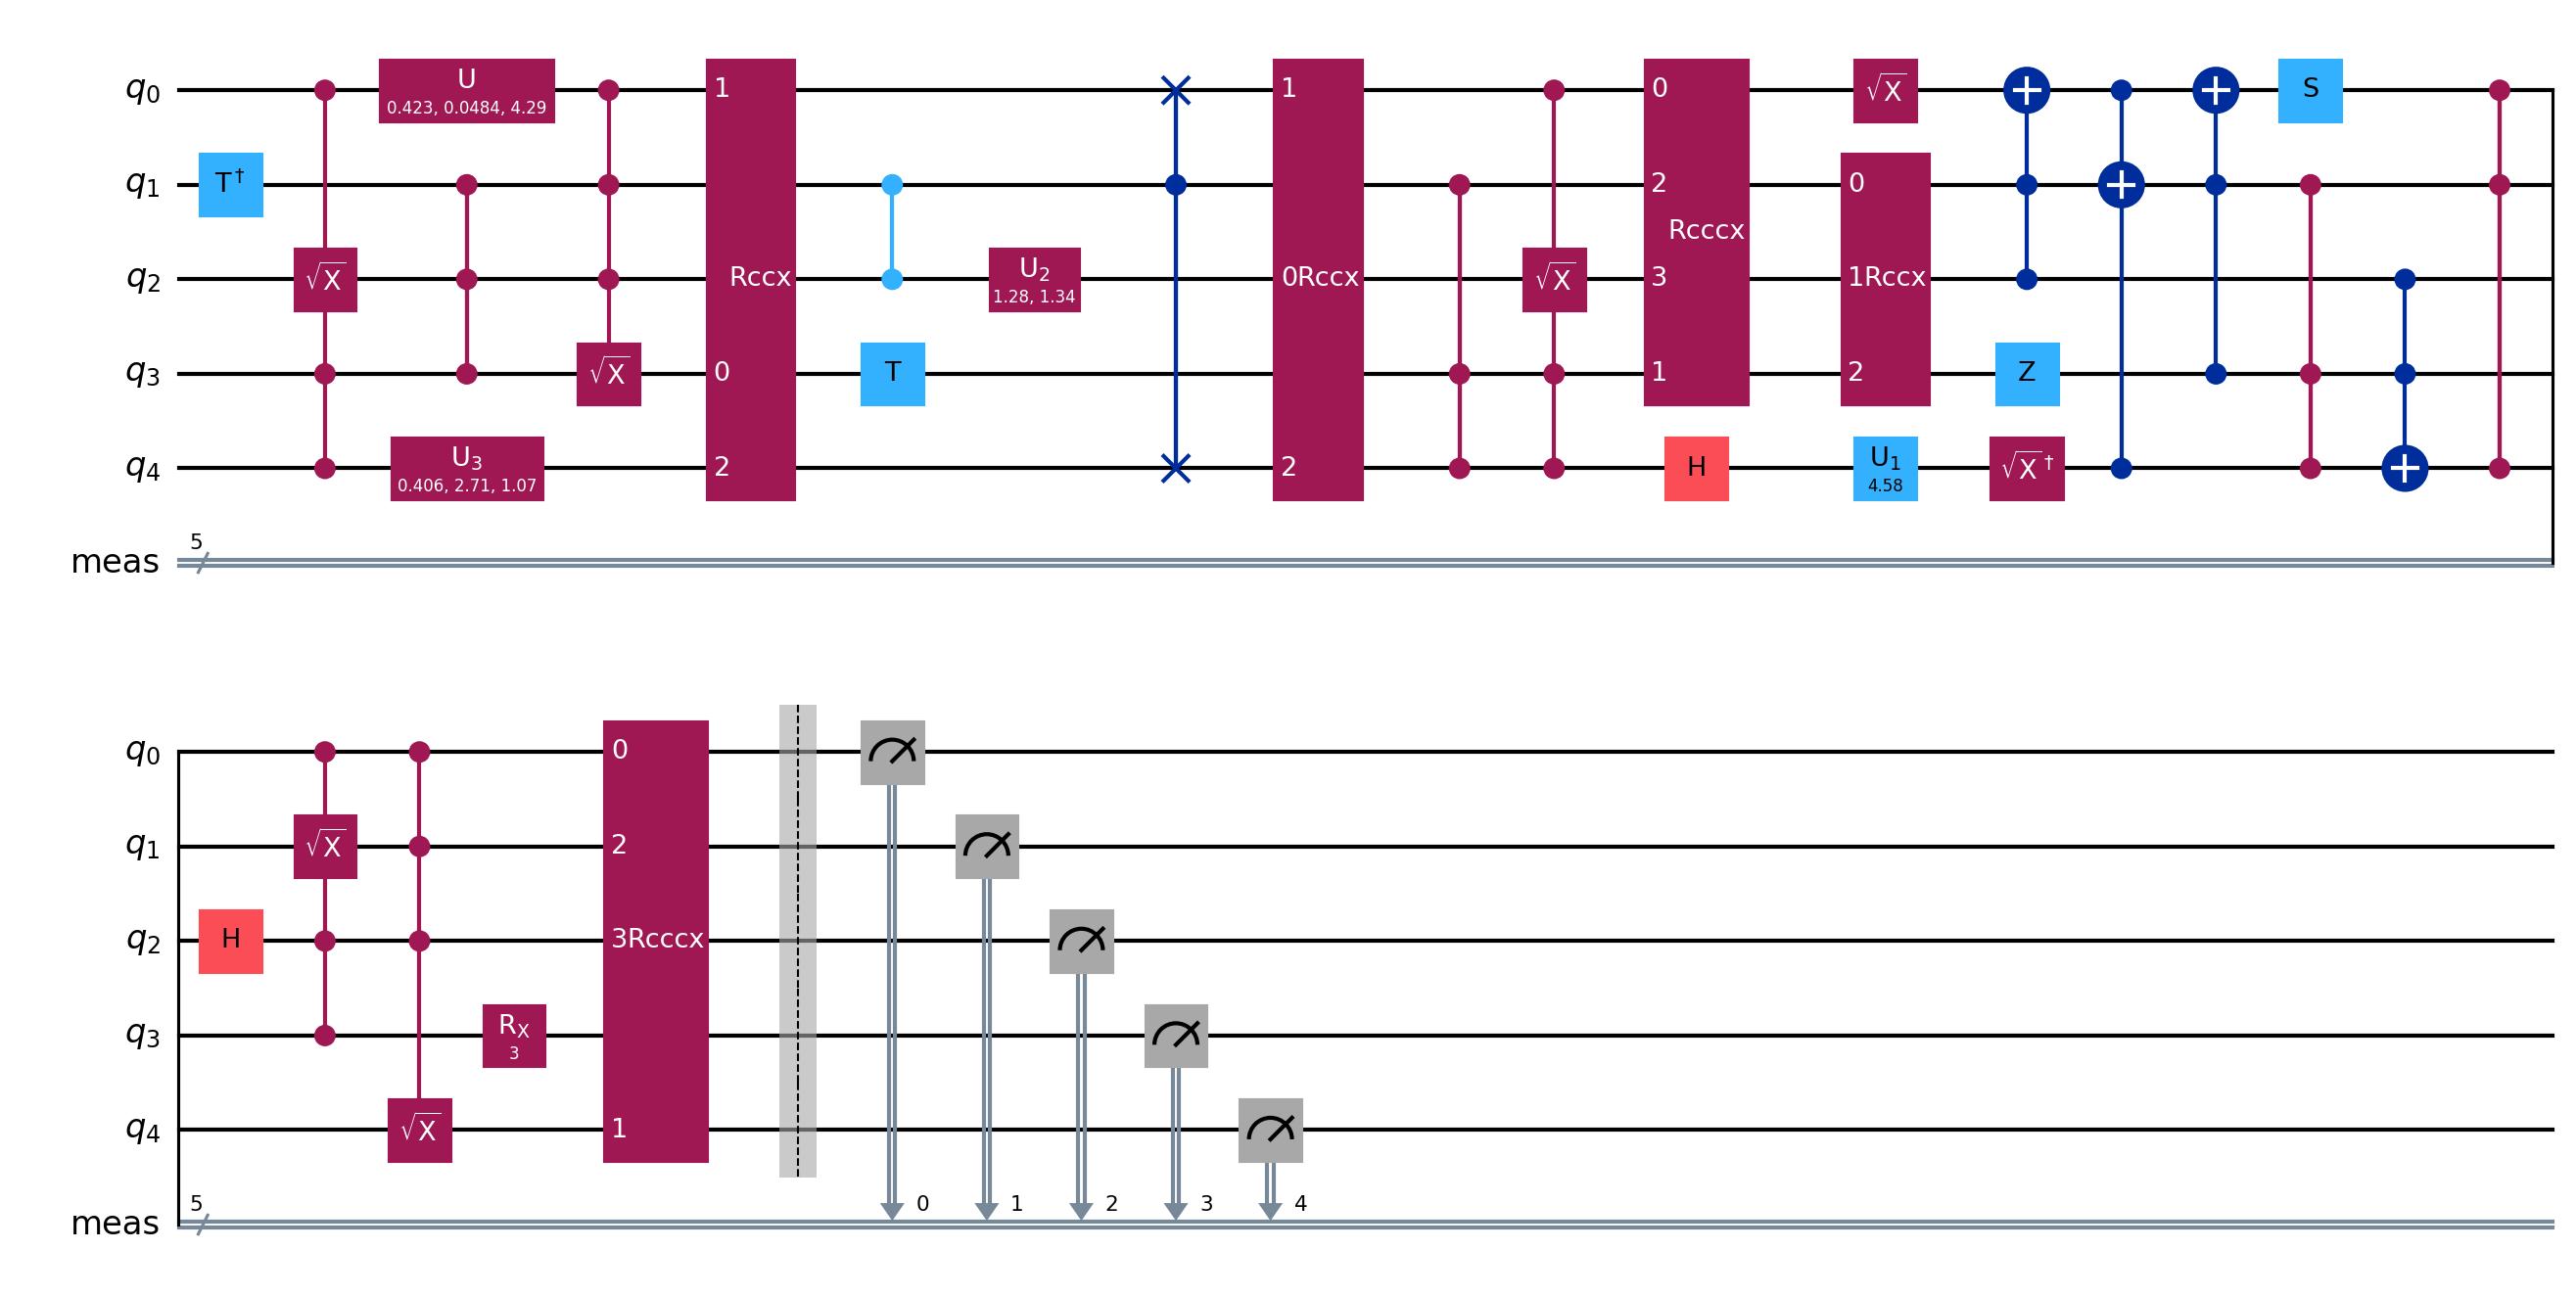 q0 U 0.423, 0.0484, 4.29 1 1 0 √X S
q1 T† 2 0
Rcccx
q2 √X Rccx U2 1.28, 1.34 0Rccx √X 3 1Rccx
q3 √X 0 T 1 2 Z
q4 U3 0.406, 2.71, 1.07 2 2 H U1 4.58 √X†
meas 5
q0 0
q1 √X 2
q2 H 3Rcccx
q3 RX 3
q4 √X 1
meas 5 0 1 2 3 4